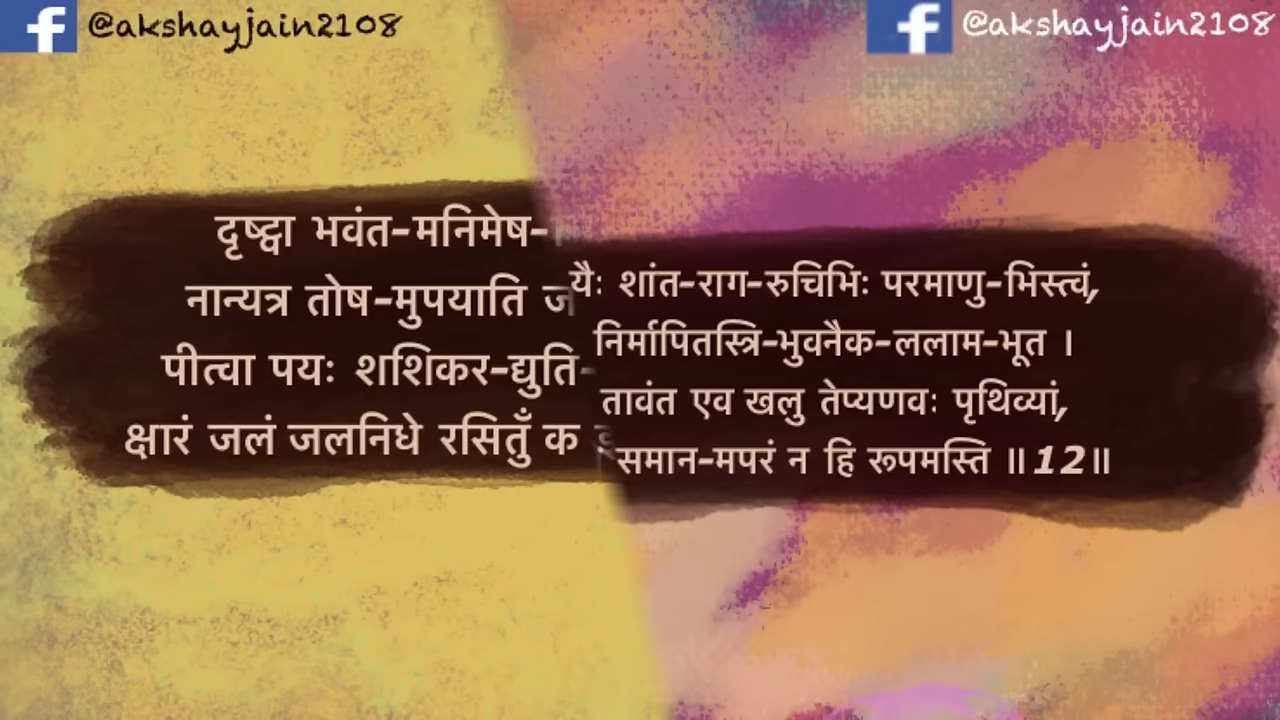 @akshayjain2108
@akshayjain2108
दृष्ट्वा भवंत-मनिमेष-
नान्यत्र तोष-मुपयाति
पीत्वा पयः शशिकर-द्युति-
क्षारं जलं जलनिधे रसितुँ क
यैः शांत-राग-रुचिभिः परमाणु-भिस्त्वं,
निर्मापितस्त्रि-भुवनैक-ललाम-भूत ।
तावंत एव खलु तेप्यणवः पृथिव्यां,
समान-मपरं न हि रूपमस्ति ॥12॥